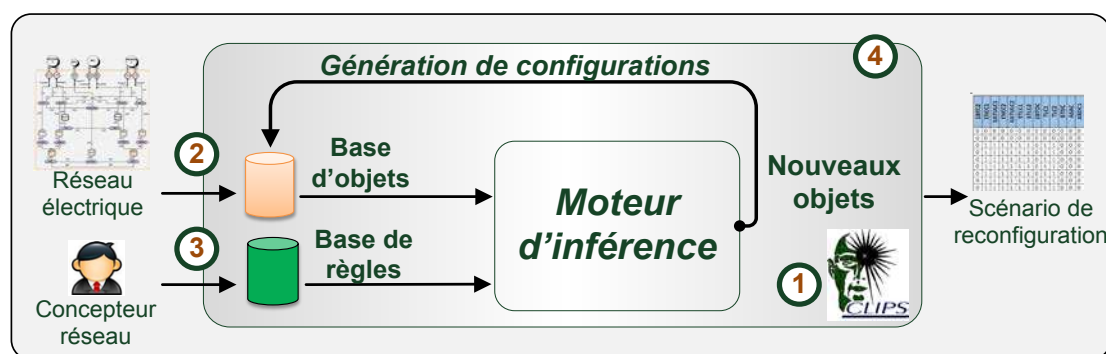 Génération de configurations
4
2
Réseau
électrique
Base
d'objets
Moteur
d'inférence
Nouveaux
objets
Scénario de
reconfiguration
3
Concepteur
réseau
Base de
règles
1
CLIPS